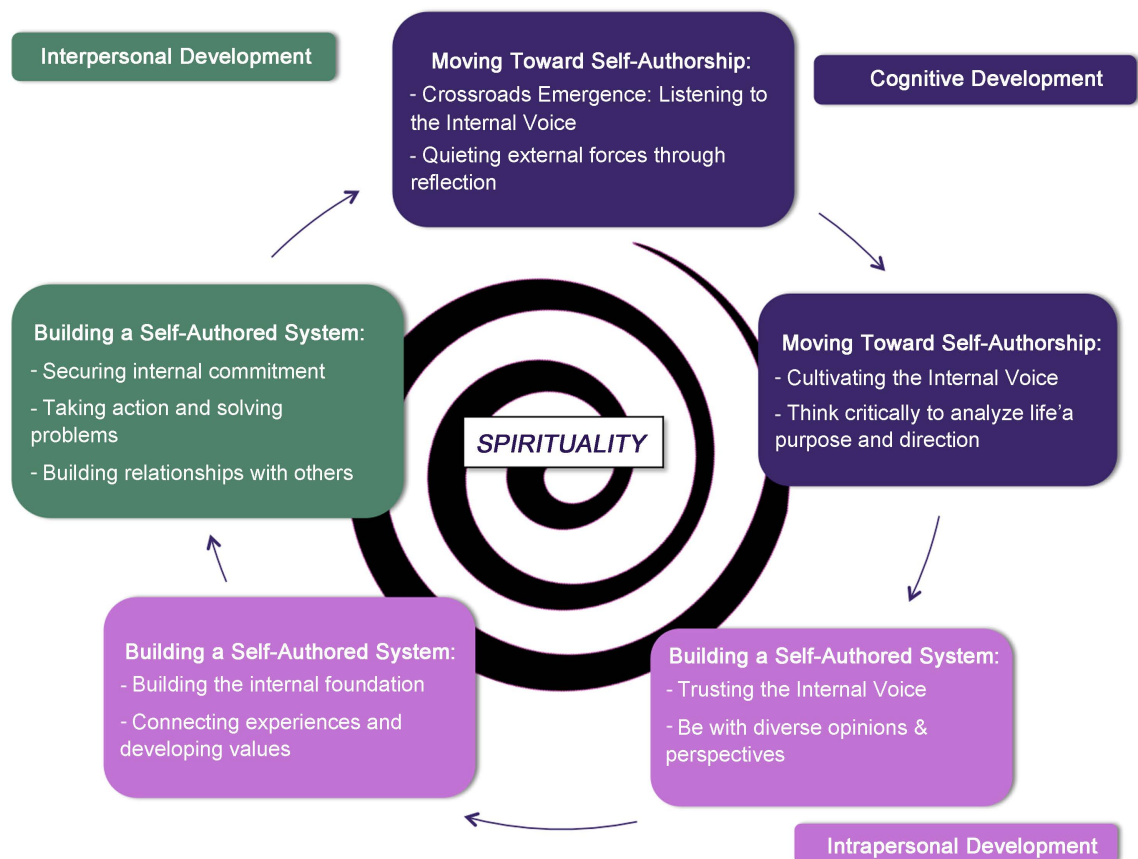 Interpersonal Development
Moving Toward Self-Authorship:
- Crossroads Emergence: Listening to
the Internal Voice
- Quieting external forces through
reflection
Cognitive Development
Building a Self-Authored System:
- Securing internal commitment
- Taking action and solving
problems
- Building relationships with others
SPIRITUALITY
Moving Toward Self-Authorship:
- Cultivating the Internal Voice
- Think critically to analyze life'a
purpose and direction
Building a Self-Authored System:
- Building the internal foundation
- Connecting experiences and
developing values
Building a Self-Authored System:
- Trusting the Internal Voice
- Be with diverse opinions &
perspectives
Intrapersonal Development